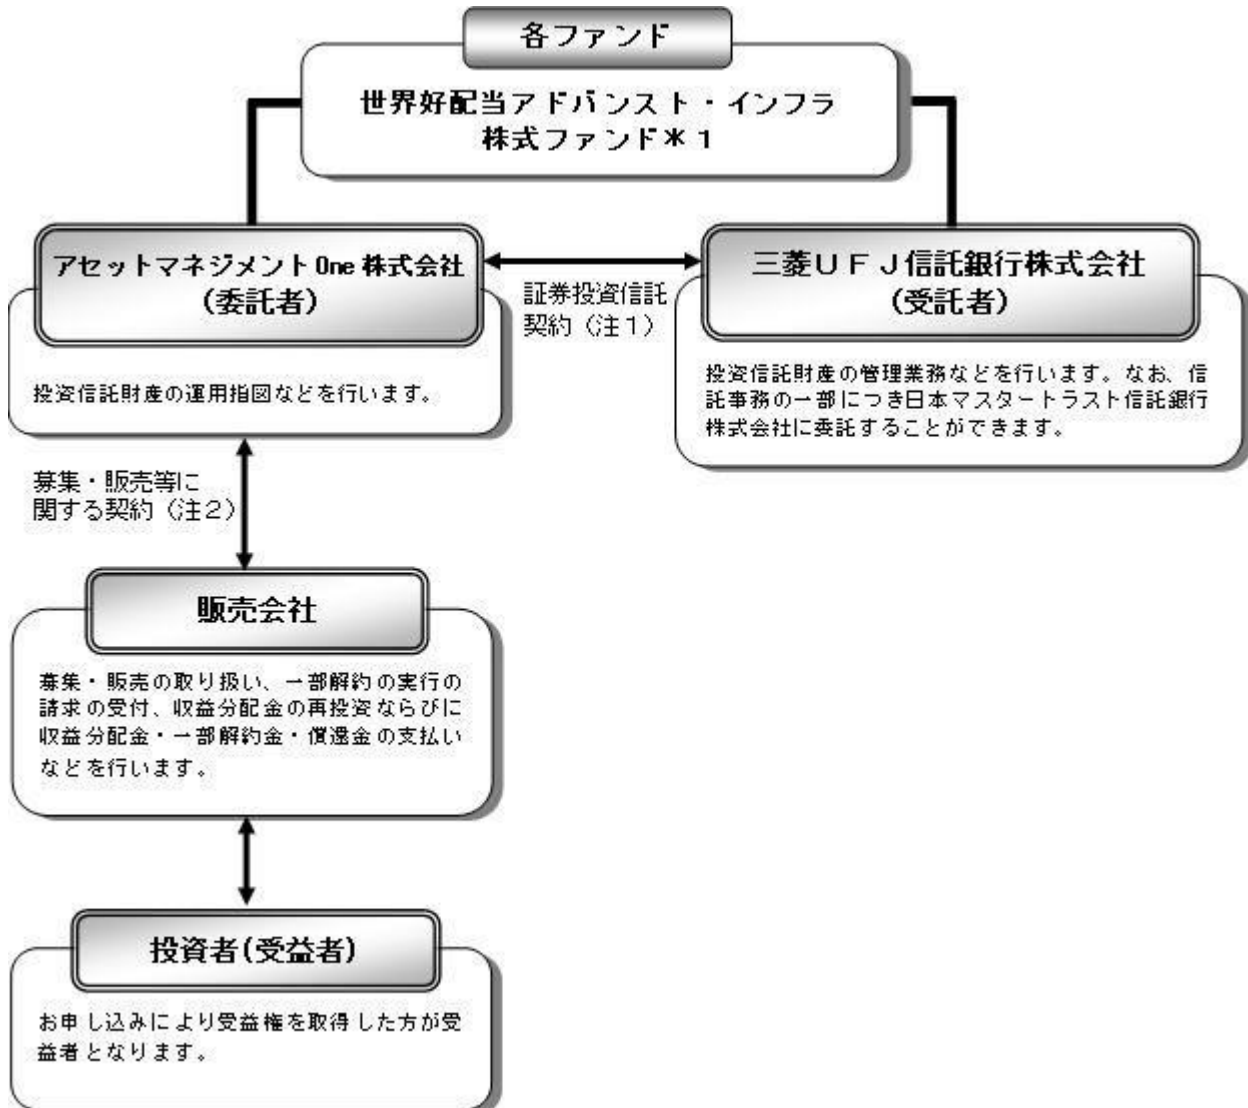 各ファンド
世界好配当アドバンスト・インフラ
株式ファンド＊１
アセットマネジメントOne 株式会社
(委託者)
証券投資信託
契約（注１）
三菱ＵＦＪ信託銀行株式会社
(受託者)
投資信託財産の運用指図などを行います。
投資信託財産の管理業務などを行います。なお、信
託事務の一部につき日本マスタートラスト信託銀行
株式会社に委託することができます。
募集・販売等に
関する契約（注２）
販売会社
募集・販売の取り扱い、一部解約の実行の
請求の受付、収益分配金の再投資ならびに
収益分配金・一部解約金・償還金の支払い
などを行います。
投資者(受益者)
お申し込みにより受益権を取得した方が受
益者となります。